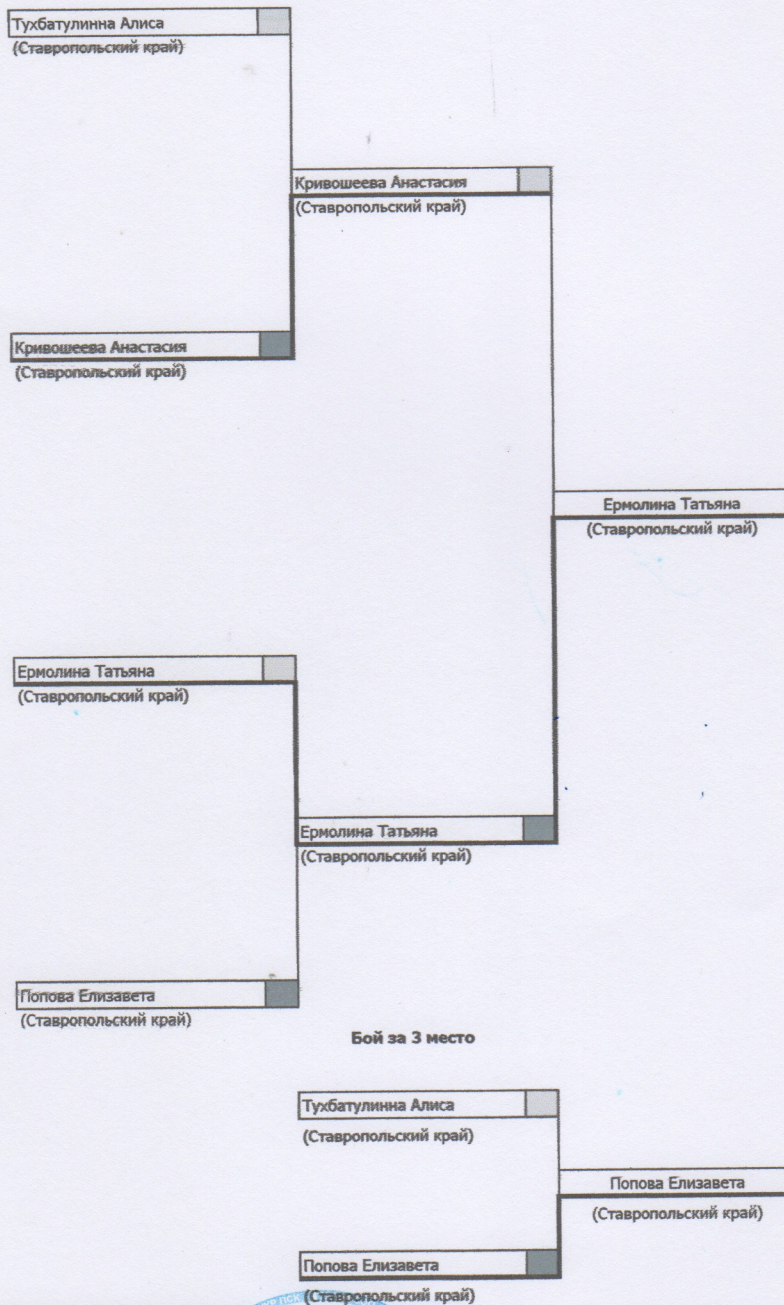 Тухбатулинна Алиса
(Ставропольский край)
Кривошеева Анастасия
(Ставропольский край)
Кривошеева Анастасия
(Ставропольский край)
Ермолина Татьяна
(Ставропольский край)
Ермолина Татьяна
(Ставропольский край)
Ермолина Татьяна
(Ставропольский край)
Попова Елизавета
(Ставропольский край)
Бой за 3 место
Тухбатулинна Алиса
(Ставропольский край)
Попова Елизавета
(Ставропольский край)
Попова Елизавета
(Ставропольский край)